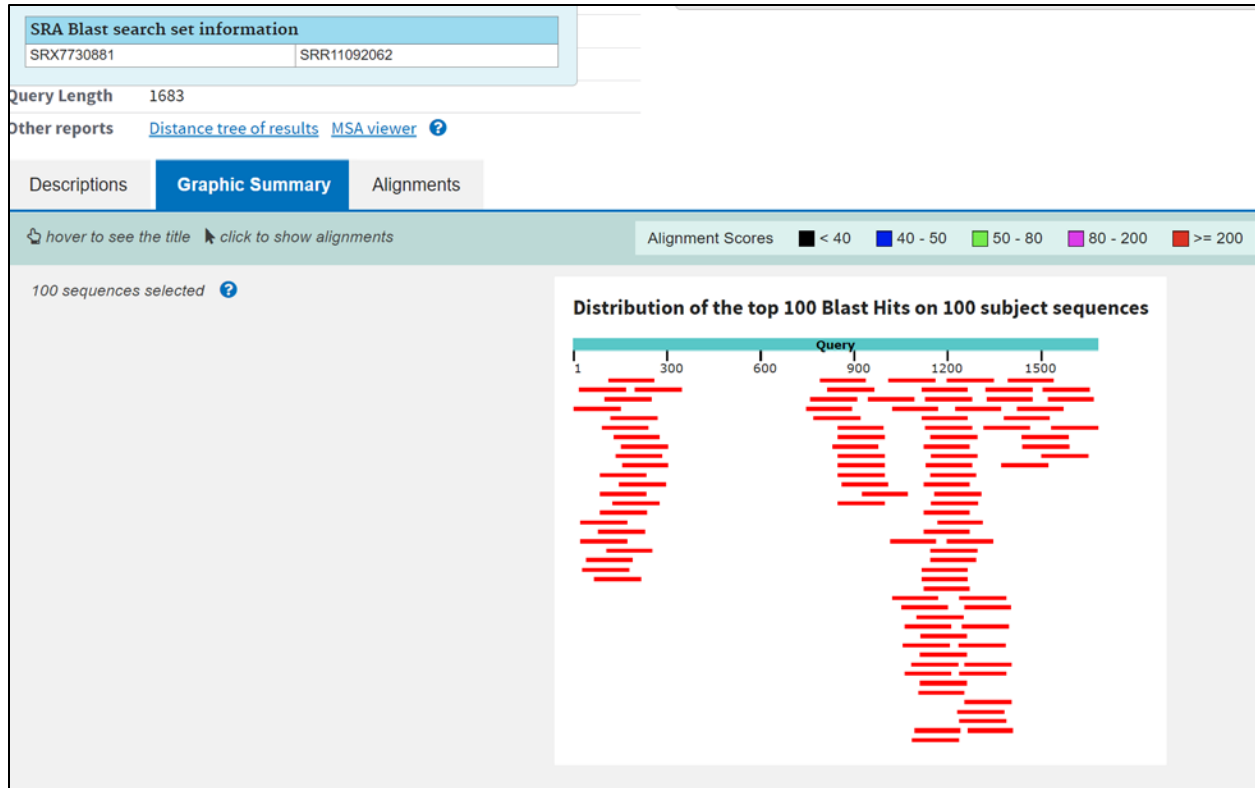 SRA Blast search set information
SRX7730881 SRR11092062
Query Length 1683
Other reports Distance tree of results MSA viewer ?
Descriptions Graphic Summary Alignments
hover to see the title click to show alignments Alignment Scores < 40 40 - 50 50 - 80 80 - 200 >= 200
100 sequences selected ?
Distribution of the top 100 Blast Hits on 100 subject sequences
Query
1 300 600 900 1200 1500